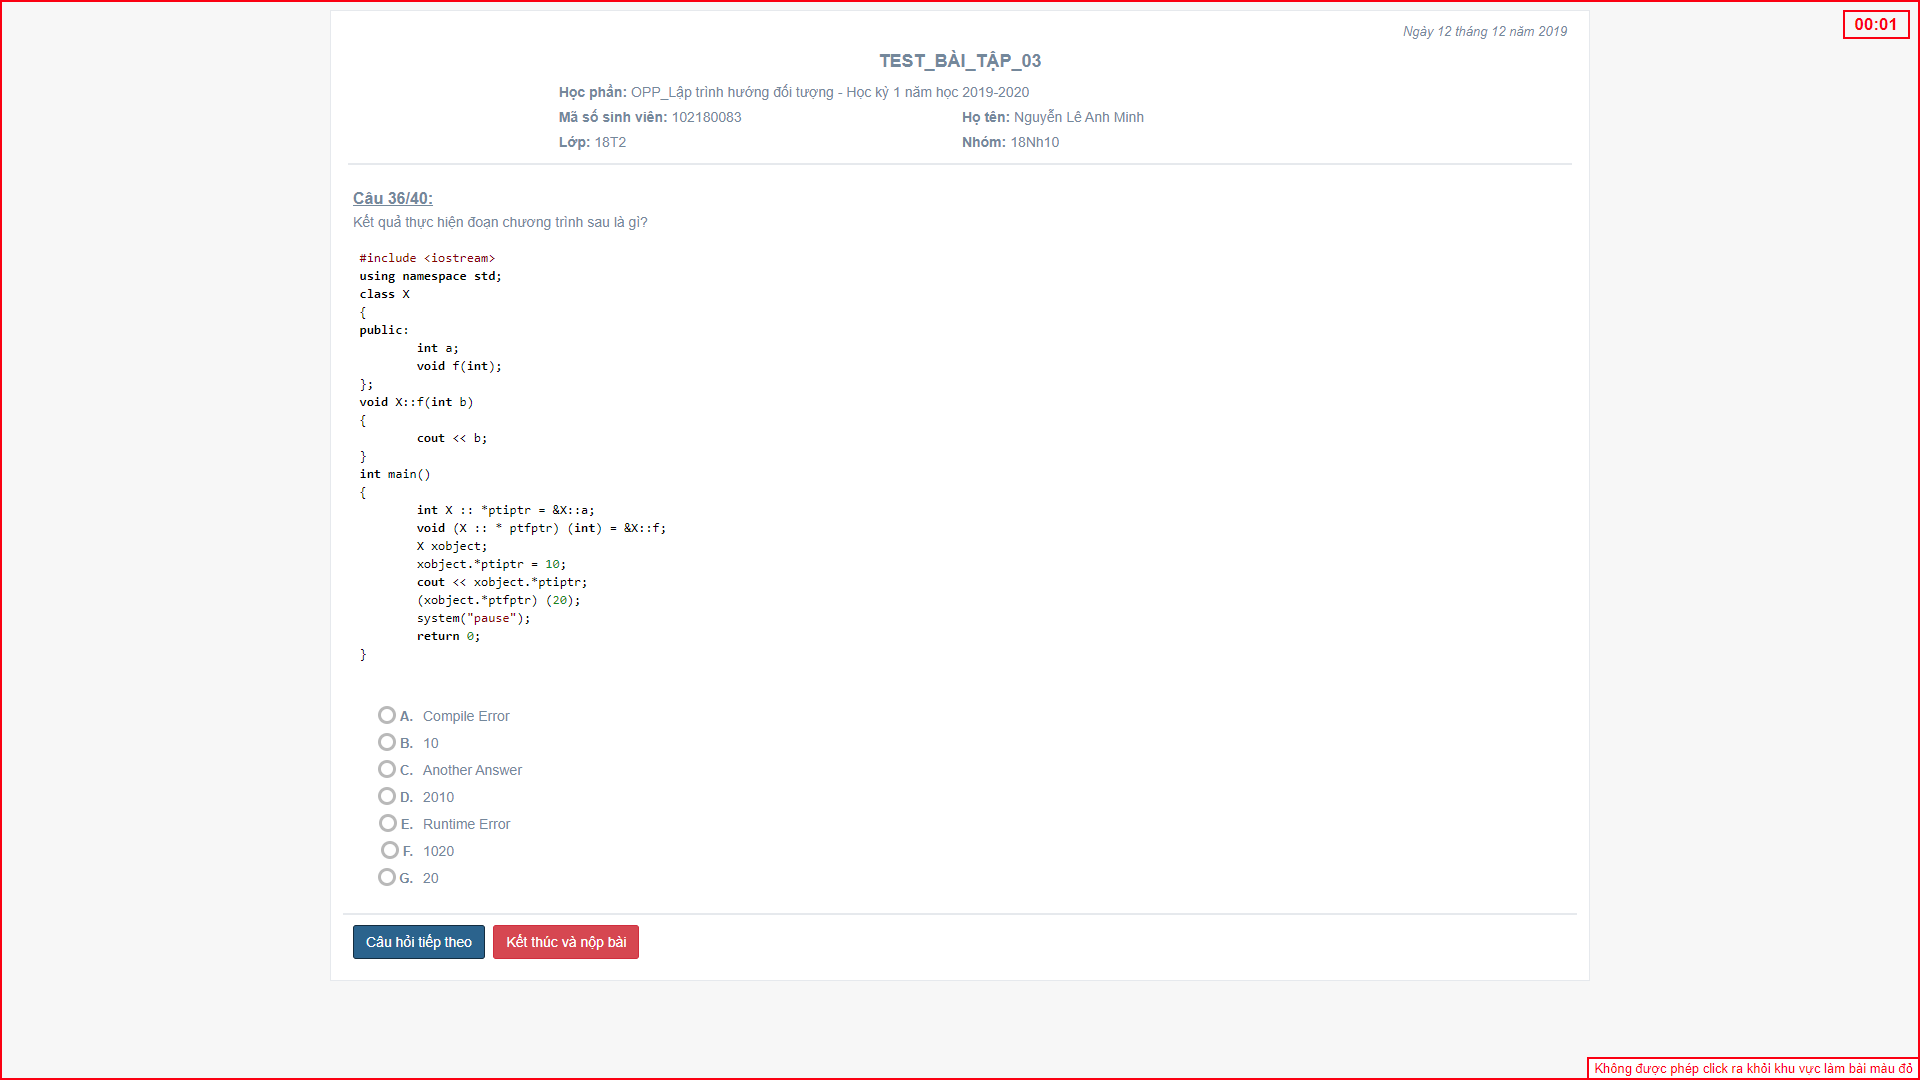 00:01
Ngày 12 tháng 12 năm 2019
TEST_BÀI_TẬP_03
Học phần: OPP_Lập trình hướng đối tượng - Học kỳ 1 năm học 2019-2020
Mã số sinh viên: 102180083 Họ tên: Nguyễn Lê Anh Minh
Lớp: 18T2 Nhóm: 18Nh10
Câu 36/40:
Kết quả thực hiện đoạn chương trình sau là gì?
#include <iostream>
using namespace std;
class X
{
public:
int a;
void f(int);
};
void X::f(int b)
{
cout << b;
}
int main()
{
int X :: *ptiptr = &X::a;
void (X :: * ptfptr) (int) = &X::f;
X xobject;
xobject.*ptiptr = 10;
cout << xobject.*ptiptr;
(xobject.*ptfptr) (20);
system("pause");
return 0;
}
A. Compile Error
B. 10
C. Another Answer
D. 2010
E. Runtime Error
F. 1020
G. 20
Câu hỏi tiếp theo Kết thúc và nộp bài
Không được phép click ra khỏi khu vực làm bài màu đỏ